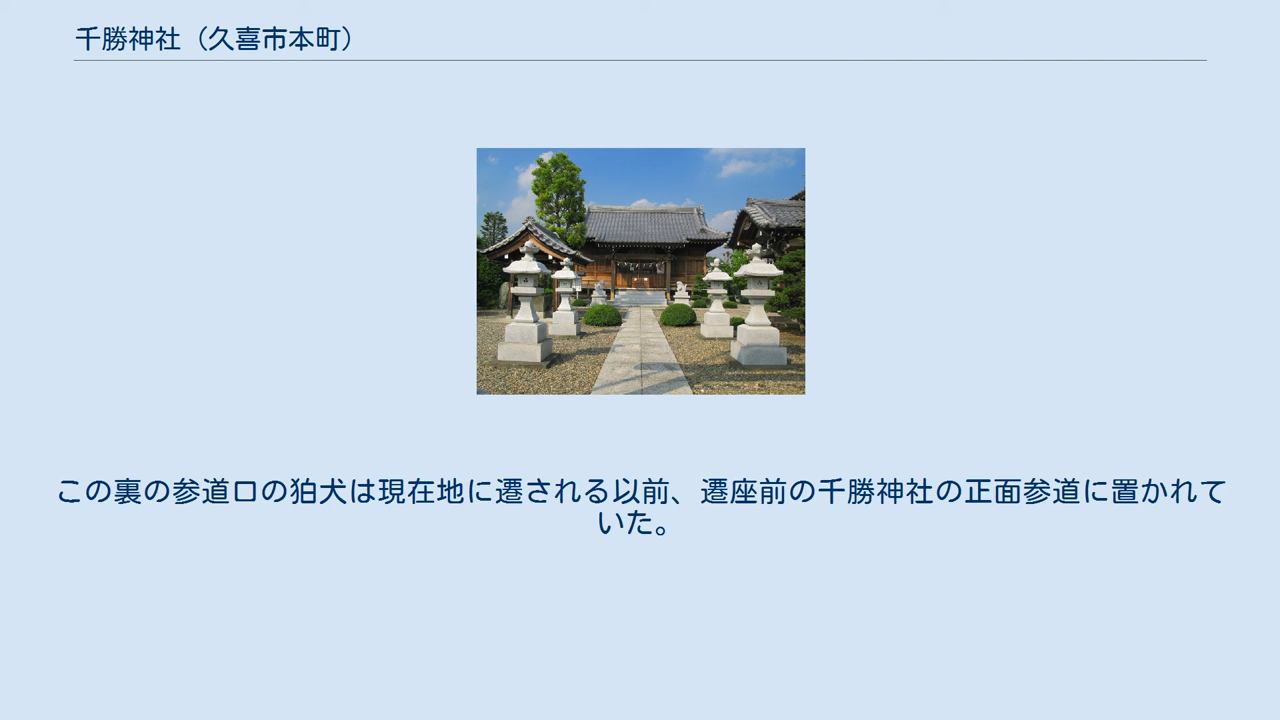 千勝神社（久喜市本町）
この裏の参道口の狛犬は現在地に遷される以前、遷座前の千勝神社の正面参道に置かれて
いた。